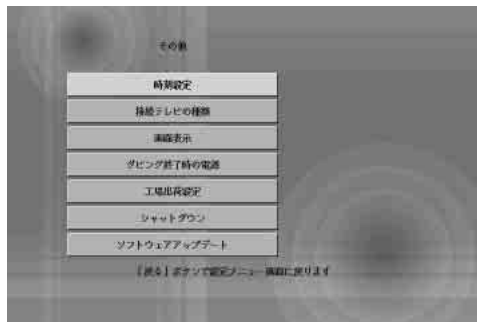 その他
時刻設定
接続テレビの種類
画面表示
ダビング終了時の電源
工場出荷設定
シャットダウン
ソフトウェアアップデート
[戻る]ボタンで設定メニュー画面に戻ります